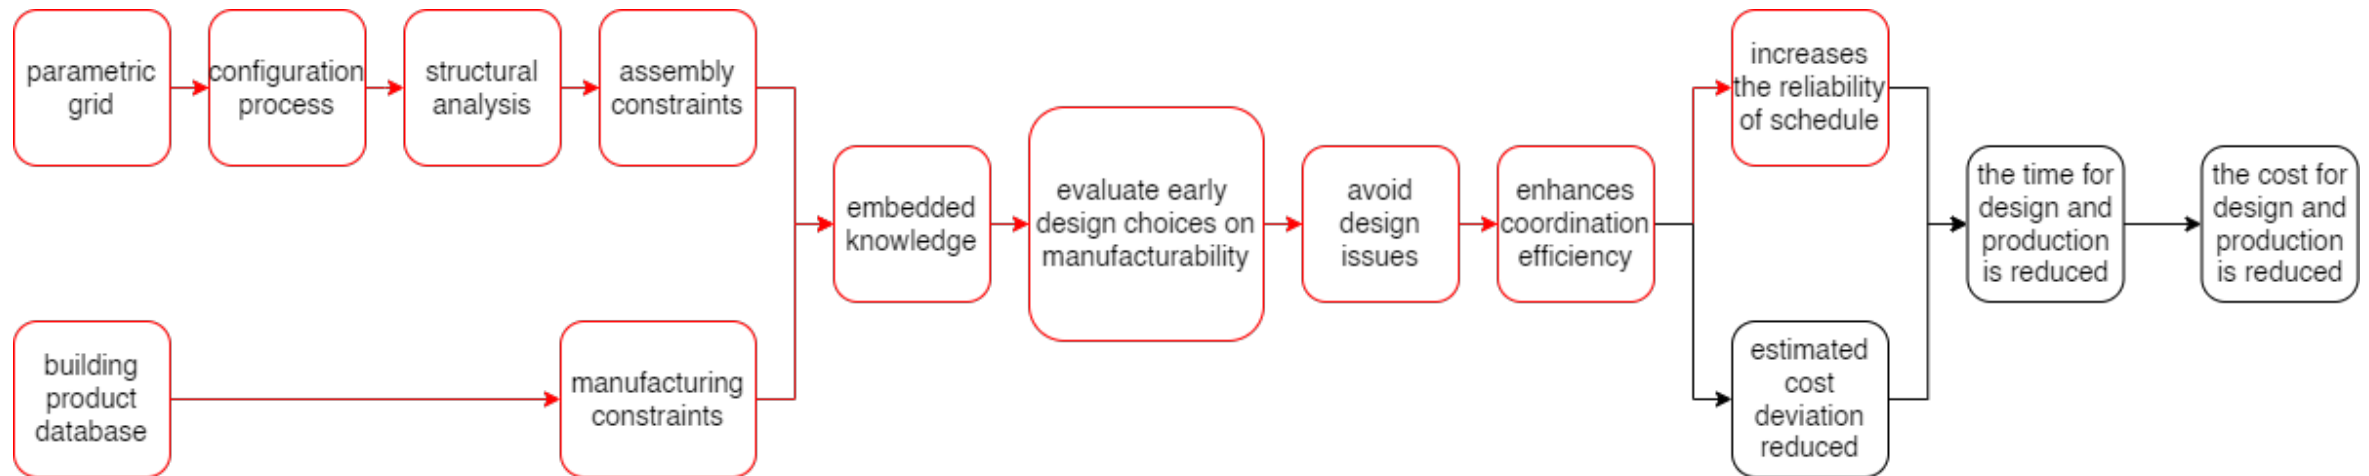 parametric
grid
configuration
process
structural
analysis
assembly
constraints
building
product
database
manufacturing
constraints
embedded
knowledge
evaluate early
design choices on
manufacturability
avoid
design
issues
enhances
coordination
efficiency
increases
the reliability
of schedule
estimated
cost
deviation
reduced
the time for
design and
production
is reduced
the cost for
design and
production
is reduced